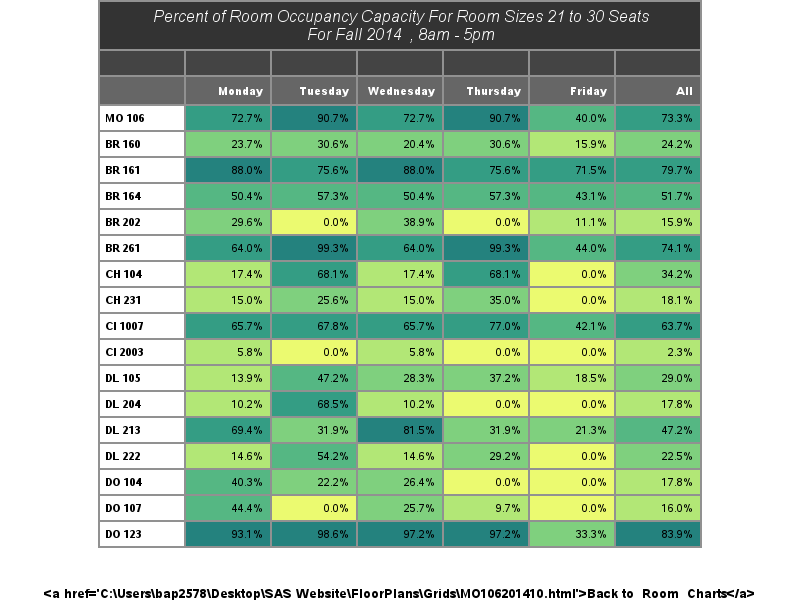 Percent of Room Occupancy Capacity For Room Sizes 21 to 30 Seats
For Fall 2014 , 8am - 5pm
Monday Tuesday Wednesday Thursday Friday All
MO 106 72.7% 90.7% 72.7% 90.7% 40.0% 73.3%
BR 160 23.7% 30.6% 20.4% 30.6% 15.9% 24.2%
BR 161 88.0% 75.6% 88.0% 75.6% 71.5% 79.7%
BR 164 50.4% 57.3% 50.4% 57.3% 43.1% 51.7%
BR 202 29.6% 0.0% 38.9% 0.0% 11.1% 15.9%
BR 261 64.0% 99.3% 64.0% 99.3% 44.0% 74.1%
CH 104 17.4% 68.1% 17.4% 68.1% 0.0% 34.2%
CH 231 15.0% 25.6% 15.0% 35.0% 0.0% 18.1%
CI 1007 65.7% 67.8% 65.7% 77.0% 42.1% 63.7%
CI 2003 5.8% 0.0% 5.8% 0.0% 0.0% 2.3%
DL 105 13.9% 47.2% 28.3% 37.2% 18.5% 29.0%
DL 204 10.2% 68.5% 10.2% 0.0% 0.0% 17.8%
DL 213 69.4% 31.9% 81.5% 31.9% 21.3% 47.2%
DL 222 14.6% 54.2% 14.6% 29.2% 0.0% 22.5%
DO 104 40.3% 22.2% 26.4% 0.0% 0.0% 17.8%
DO 107 44.4% 0.0% 25.7% 9.7% 0.0% 16.0%
DO 123 93.1% 98.6% 97.2% 97.2% 33.3% 83.9%
<a href='C:\Users\bap2578\Desktop\SAS Website\FloorPlans\Grids\MO106201410.html'>Back to Room Charts</a>